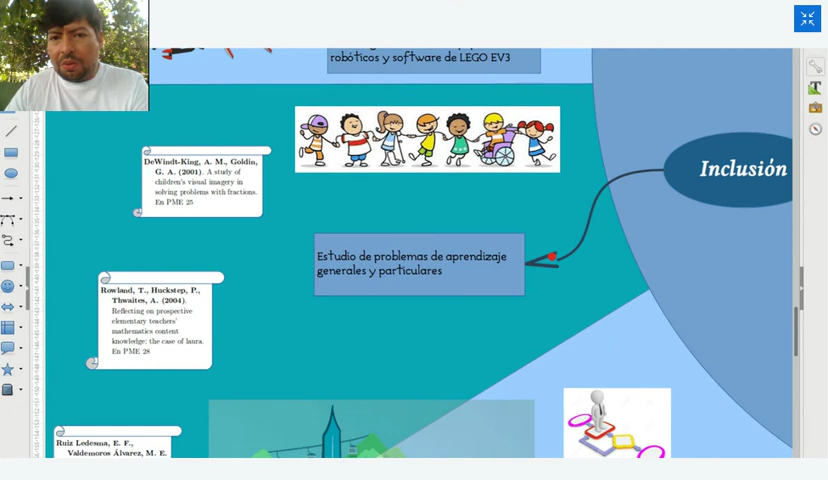 robóticos y software de LEGO EV3
DeWindt-King, A. M., Goldin,
G. A. (2001). A study of
children's visual imagery in
solving problems with fractions.
En PME 25
Inclusión
Estudio de problemas de aprendizaje
generales y particulares
Rowland, T., Huckstep, P.,
Thwaites, A. (2004).
Reflecting on prospective
elementary teachers'
mathematics content
knowledge: the case of laura.
En PME 28
Ruiz Ledesma, E. F.,
Valdemoros Álvarez, M. E.